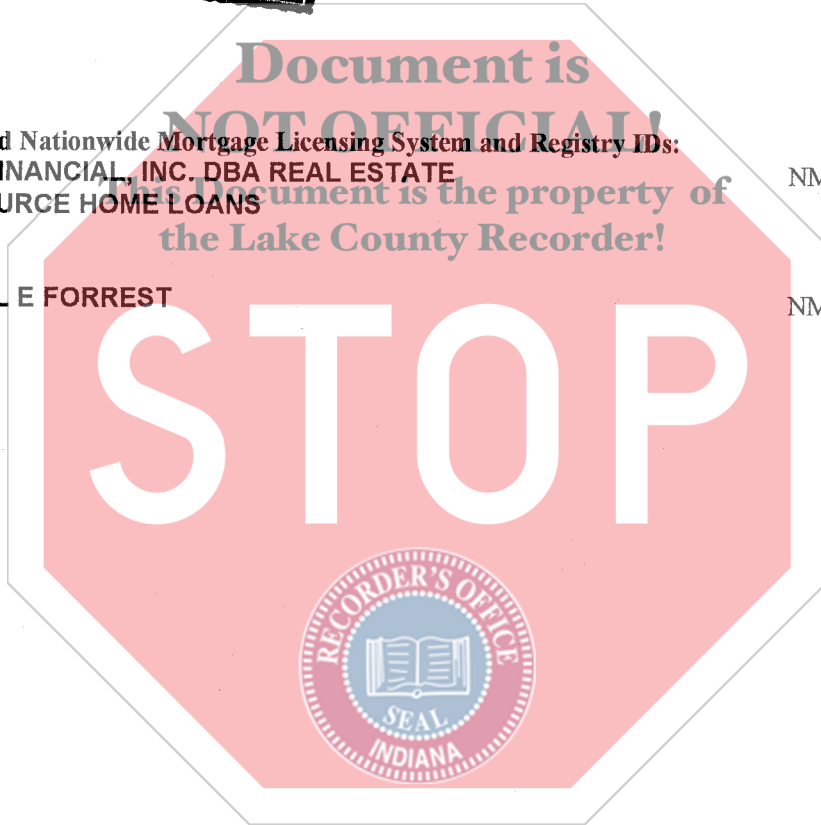 Document is
NOT OFFICIAL!
d Nationwide Mortgage Licensing System and Registry IDs:
INANCIAL, INC. DBA REAL ESTATE NM
This Document is the property of
URCE HOME LOANS
the Lake County Recorder!
L E FORREST NM
STOP
RECORDER'S OFFICE
SEAL
INDIANA